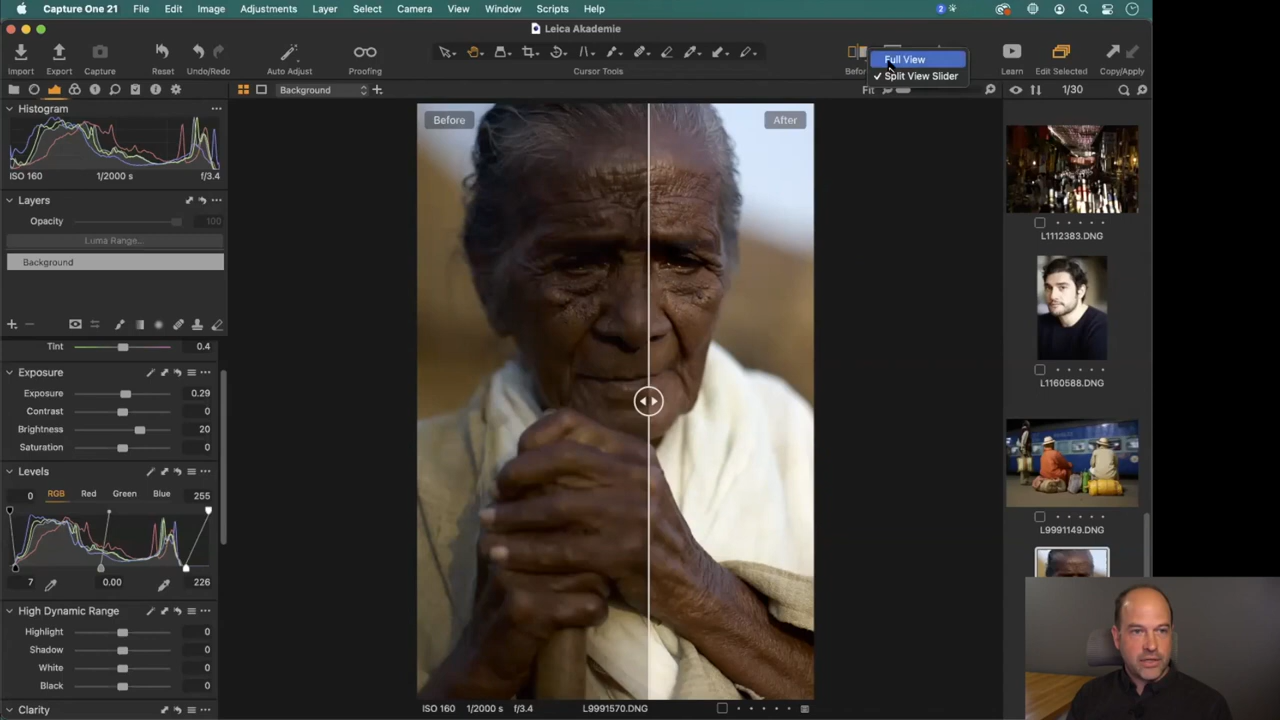 Capture One 21 File Edit Image Adjustments Layer Select Camera View Window Scripts Help 2
Leica Akademie
Import Export Capture Reset Undo/Redo Auto Adjust Proofing Cursor Tools Learn Edit Selected Copy/Apply
Full View
✓ Split View Slider
Background Fit 1/30
Histogram
ISO 160 1/2000 s f/3.4
Layers
Opacity 100
Luma Range...
Background
Tint 0.4
Exposure
Exposure 0.29
Contrast 0
Brightness 20
Saturation 0
Levels
0 RGB Red Green Blue 255
7 0.00 226
High Dynamic Range
Highlight 0
Shadow 0
White 0
Black 0
Clarity
Before After
ISO 160 1/2000 s f/3.4 L9991570.DNG
L1112383.DNG
L1160588.DNG
L9991149.DNG